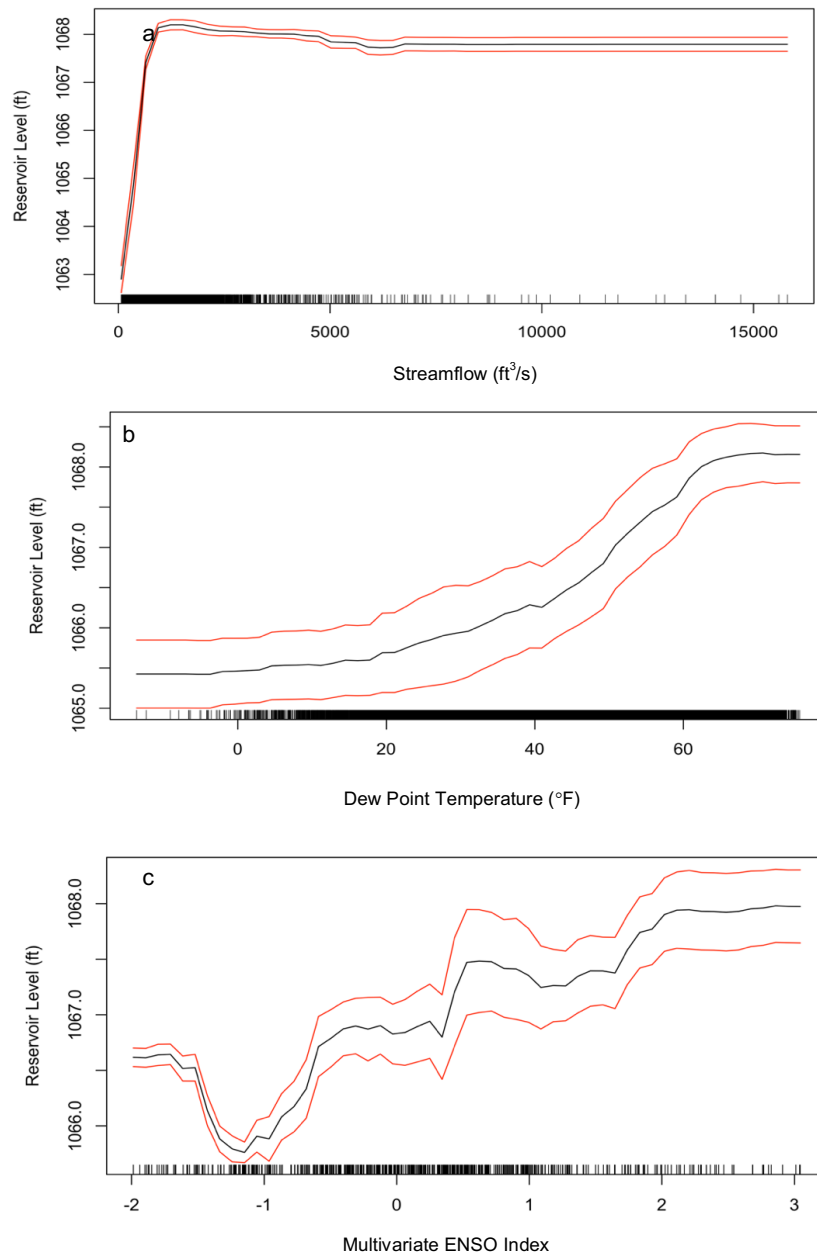 a
Reservoir Level (ft)
1068
1067
1066
1065
1064
1063
0 5000 10000 15000
Streamflow (ft³/s)
b
Reservoir Level (ft)
1068.0
1067.0
1066.0
1065.0
0 20 40 60
Dew Point Temperature (°F)
c
Reservoir Level (ft)
1068.0
1067.0
1066.0
-2 -1 0 1 2 3
Multivariate ENSO Index